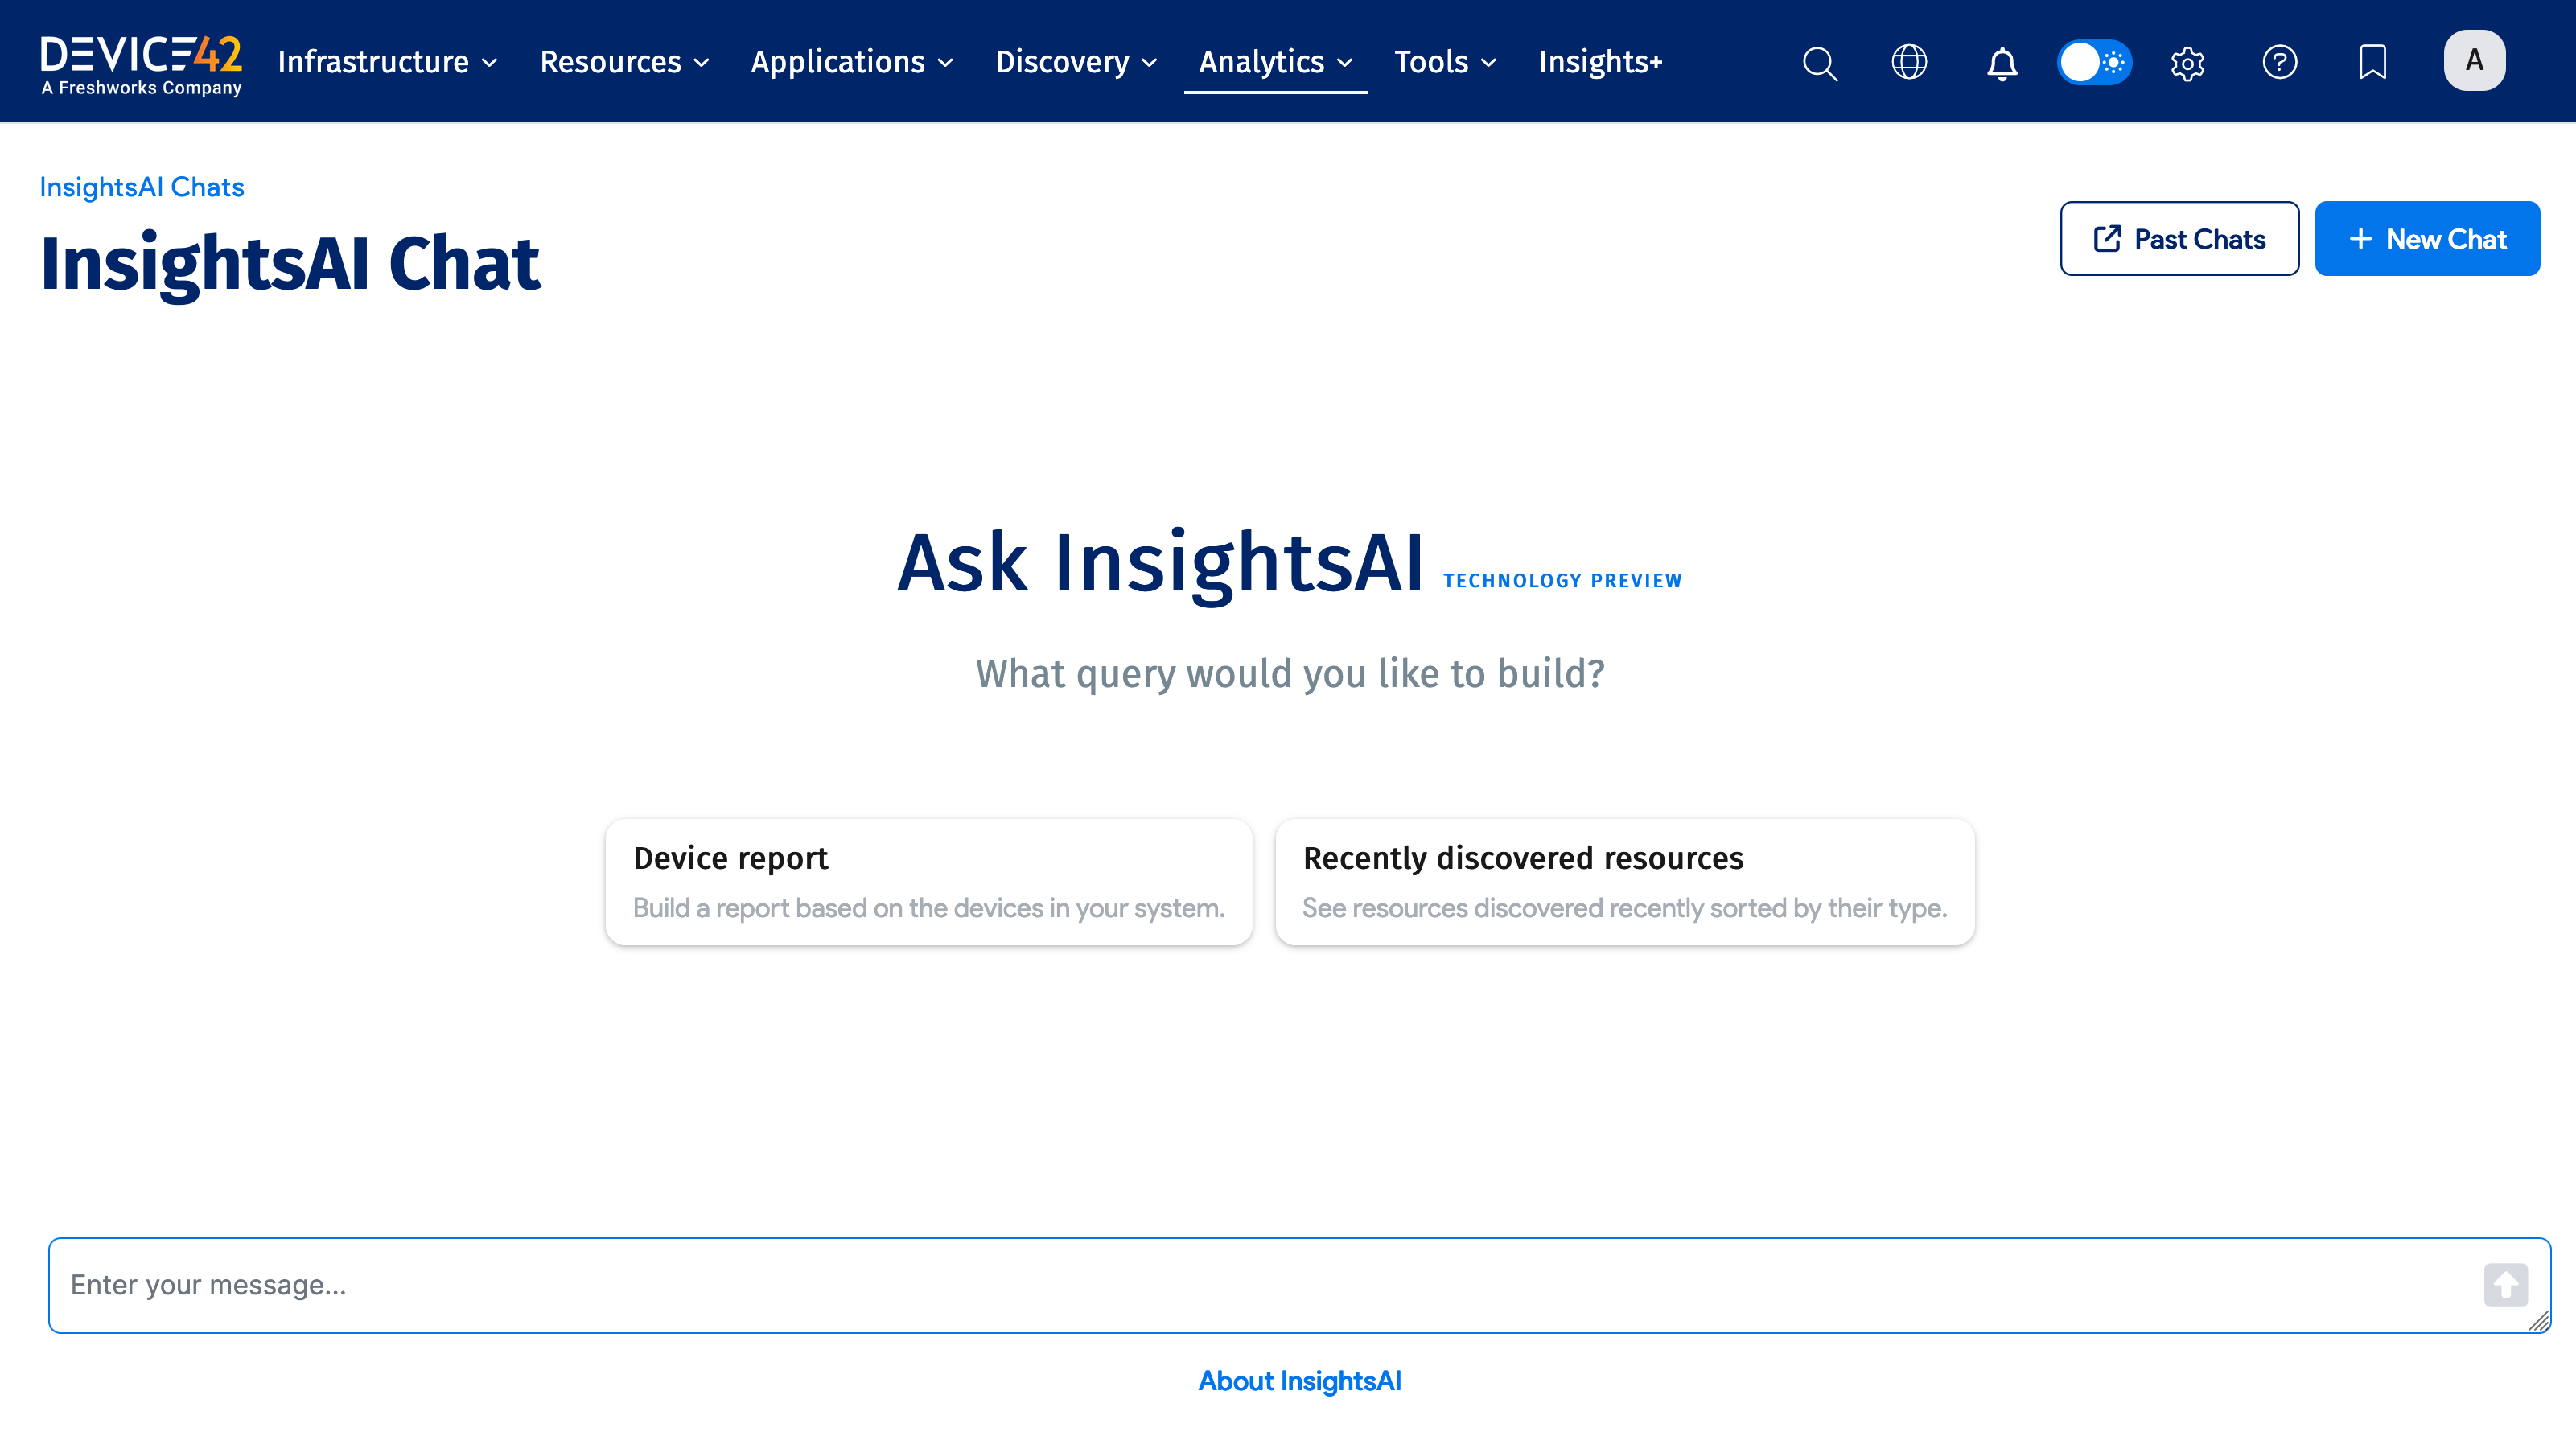 DEVICE42
A Freshworks Company
Infrastructure Resources Applications Discovery Analytics Tools Insights+
A
InsightsAI Chats
InsightsAI Chat
Past Chats
New Chat
Ask InsightsAI TECHNOLOGY PREVIEW
What query would you like to build?
Device report
Build a report based on the devices in your system.
Recently discovered resources
See resources discovered recently sorted by their type.
Enter your message...
About InsightsAI